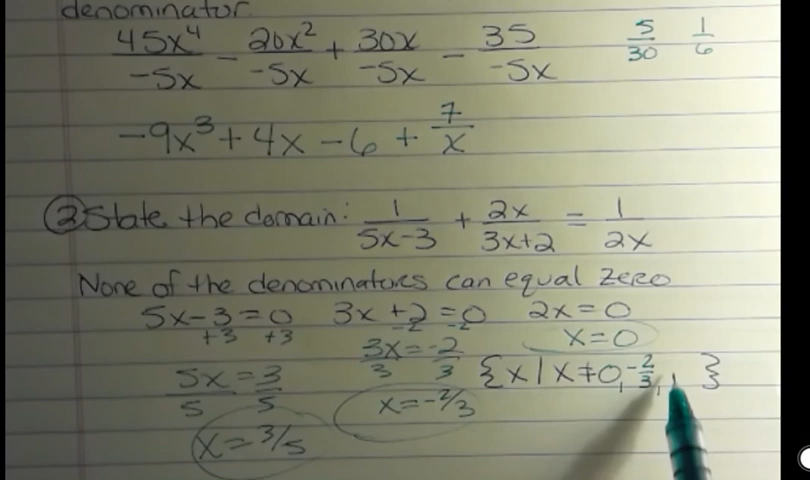 denominator
45x⁴/-5x - 20x²/-5x + 30x/-5x - 35/-5x 5/30 1/6
-9x³ + 4x - 6 + 7/x
② State the domain: 1/5x-3 + 2x/3x+2 = 1/2x
None of the denominators can equal zero
5x-3=0 3x+2=0 2x=0
+3 +3 -2 -2 x=0
3x/3=-2/3 {x | x≠0, -2/3, }
5x/5=3/5 x=-2/3
x=3/5